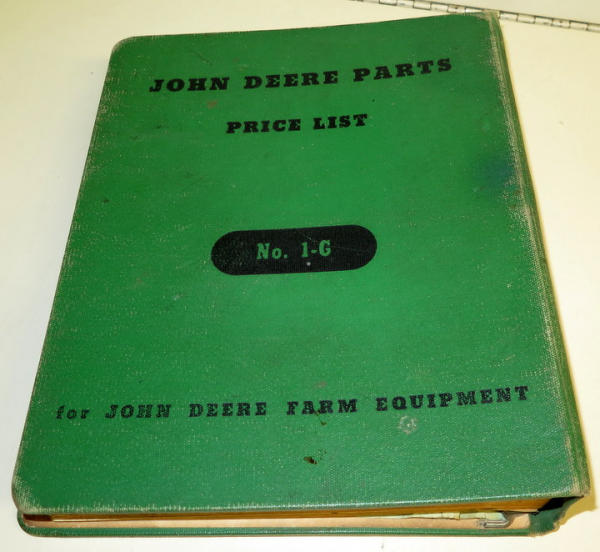 JOHN DEERE PARTS
PRICE LIST
No. 1-G
for JOHN DEERE FARM EQUIPMENT